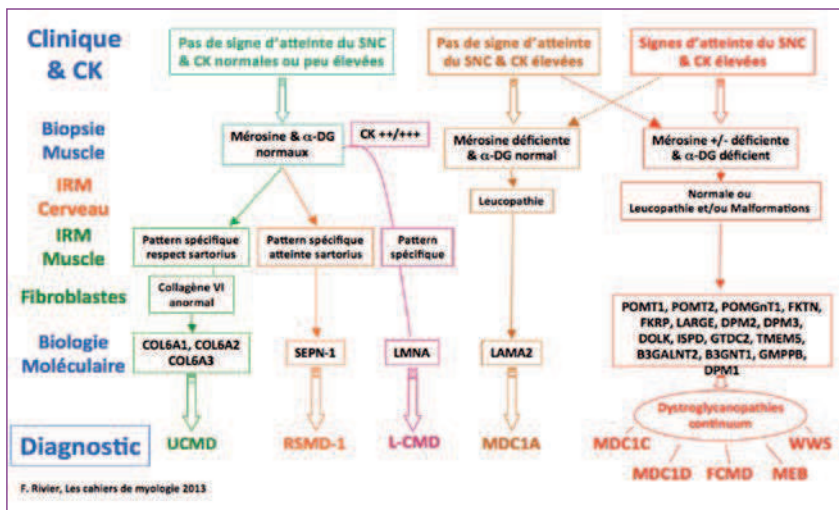 Clinique
& CK
Pas de signe d'atteinte du SNC
& CK normales ou peu élevées
Pas de signe d'atteinte
du SNC & CK élevées
Signes d'atteinte du SNC
& CK élevées
Biopsie
Muscle
Mérosine & α-DG
normaux
CK ++/+++
Mérosine déficiente
& α-DG normal
Mérosine +/- déficiente
& α-DG déficient
IRM
Cerveau
Leucopathie
Normale ou
Leucopathie et/ou Malformations
IRM
Muscle
Pattern spécifique
respect sartorius
Pattern spécifique
atteinte sartorius
Pattern
spécifique
Fibroblastes
Collagène VI
anormal
Biologie
Moléculaire
COL6A1, COL6A2
COL6A3
SEPN-1
LMNA
LAMA2
POMT1, POMT2, POMGnT1, FKTN,
FKRP, LARGE, DPM2, DPM3,
DOLK, ISPD, GTDC2, TMEM5,
B3GALNT2, B3GNT1, GMPPB,
DPM1
Dystroglycanopathies
continuum
Diagnostic
UCMD
RSMD-1
L-CMD
MDC1A
MDC1C
WWS
MDC1D
FCMD
MEB
F. Rivier, Les cahiers de myologie 2013